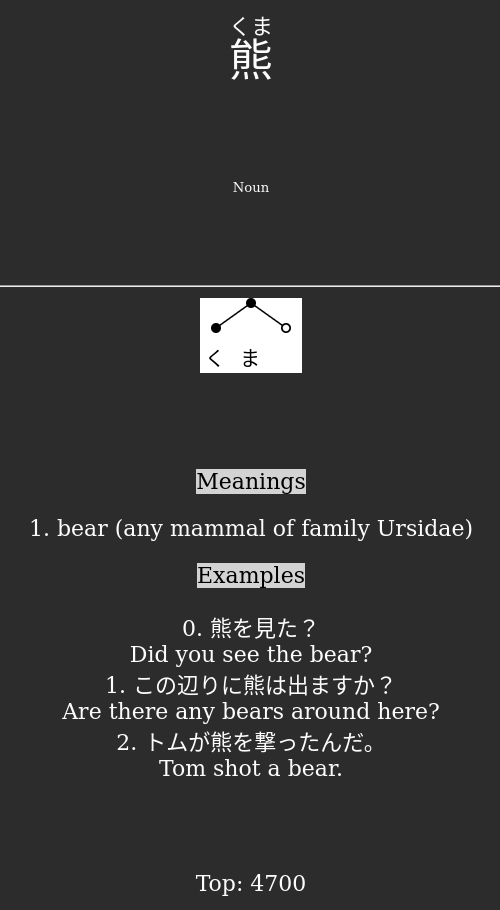 くま
熊
Noun
く ま
Meanings
1. bear (any mammal of family Ursidae)
Examples
0. 熊を見た？
Did you see the bear?
1. この辺りに熊は出ますか？
Are there any bears around here?
2. トムが熊を撃ったんだ。
Tom shot a bear.
Top: 4700